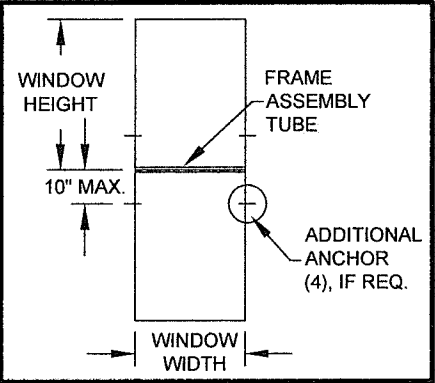 WINDOW
HEIGHT
FRAME
ASSEMBLY
TUBE
10" MAX.
ADDITIONAL
ANCHOR
(4), IF REQ.
WINDOW
WIDTH